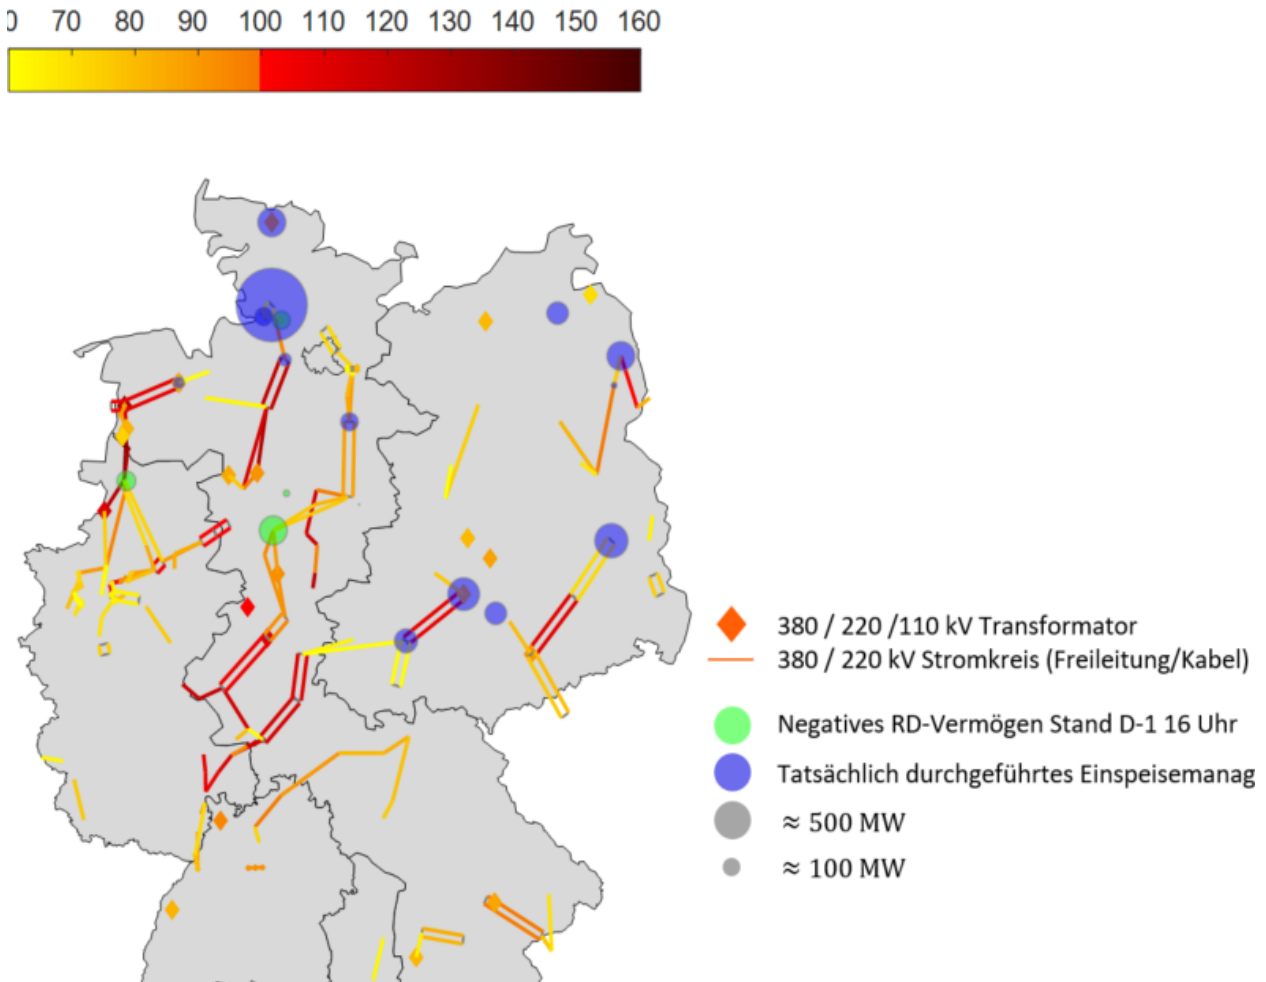 0 70 80 90 100 110 120 130 140 150 160
380 / 220 /110 kV Transformator
380 / 220 kV Stromkreis (Freileitung/Kabel)
Negatives RD-Vermögen Stand D-1 16 Uhr
Tatsächlich durchgeführtes Einspeisemanag
≈ 500 MW
≈ 100 MW